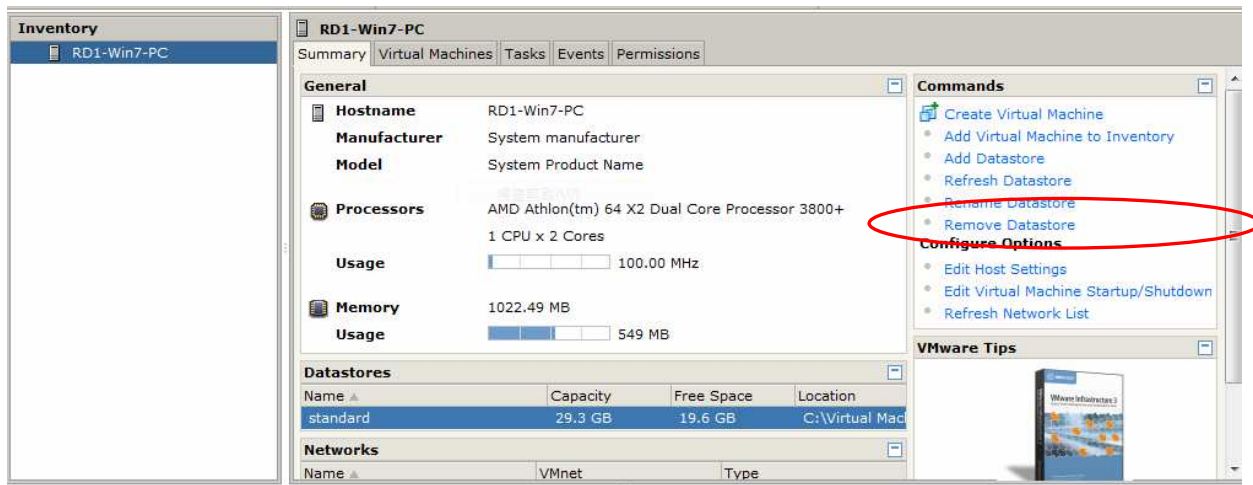 Inventory
RD1-Win7-PC
RD1-Win7-PC
Summary Virtual Machines Tasks Events Permissions
General
Hostname RD1-Win7-PC
Manufacturer System manufacturer
Model System Product Name
Processors AMD Athlon(tm) 64 X2 Dual Core Processor 3800+
1 CPU x 2 Cores
Usage 100.00 MHz
Memory 1022.49 MB
Usage 549 MB
Datastores
Name Capacity Free Space Location
standard 29.3 GB 19.6 GB C:\Virtual Mac
Networks
Name VMnet Type
Commands
Create Virtual Machine
Add Virtual Machine to Inventory
Add Datastore
Refresh Datastore
Rename Datastore
Remove Datastore
Configure Options
Edit Host Settings
Edit Virtual Machine Startup/Shutdown
Refresh Network List
VMware Tips
VMware Infrastructure 3